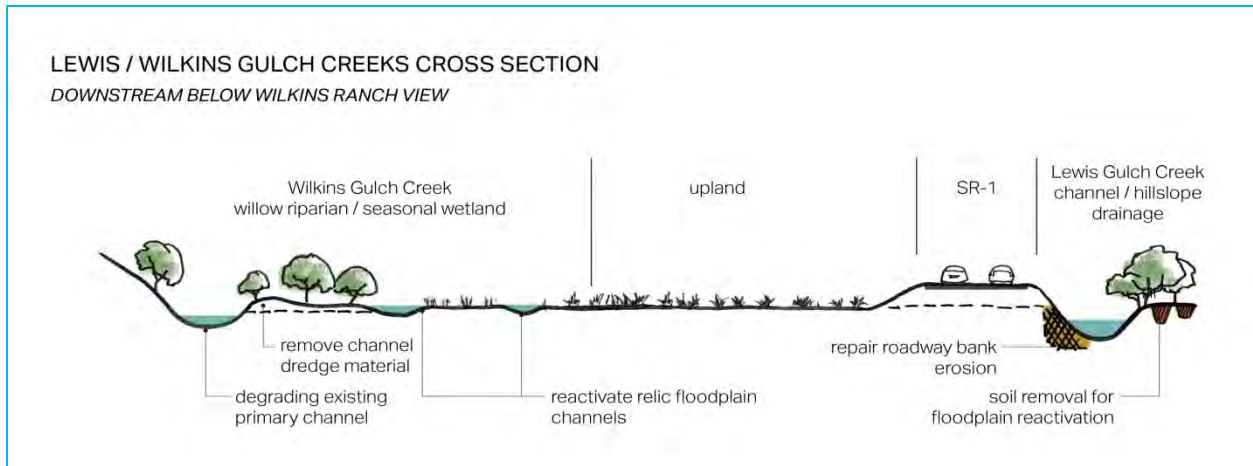 LEWIS / WILKINS GULCH CREEKS CROSS SECTION
DOWNSTREAM BELOW WILKINS RANCH VIEW
Wilkins Gulch Creek
willow riparian / seasonal wetland
upland
SR-1
Lewis Gulch Creek
channel / hillslope
drainage
remove channel
dredge material
degrading existing
primary channel
reactivate relic floodplain
channels
repair roadway bank
erosion
soil removal for
floodplain reactivation